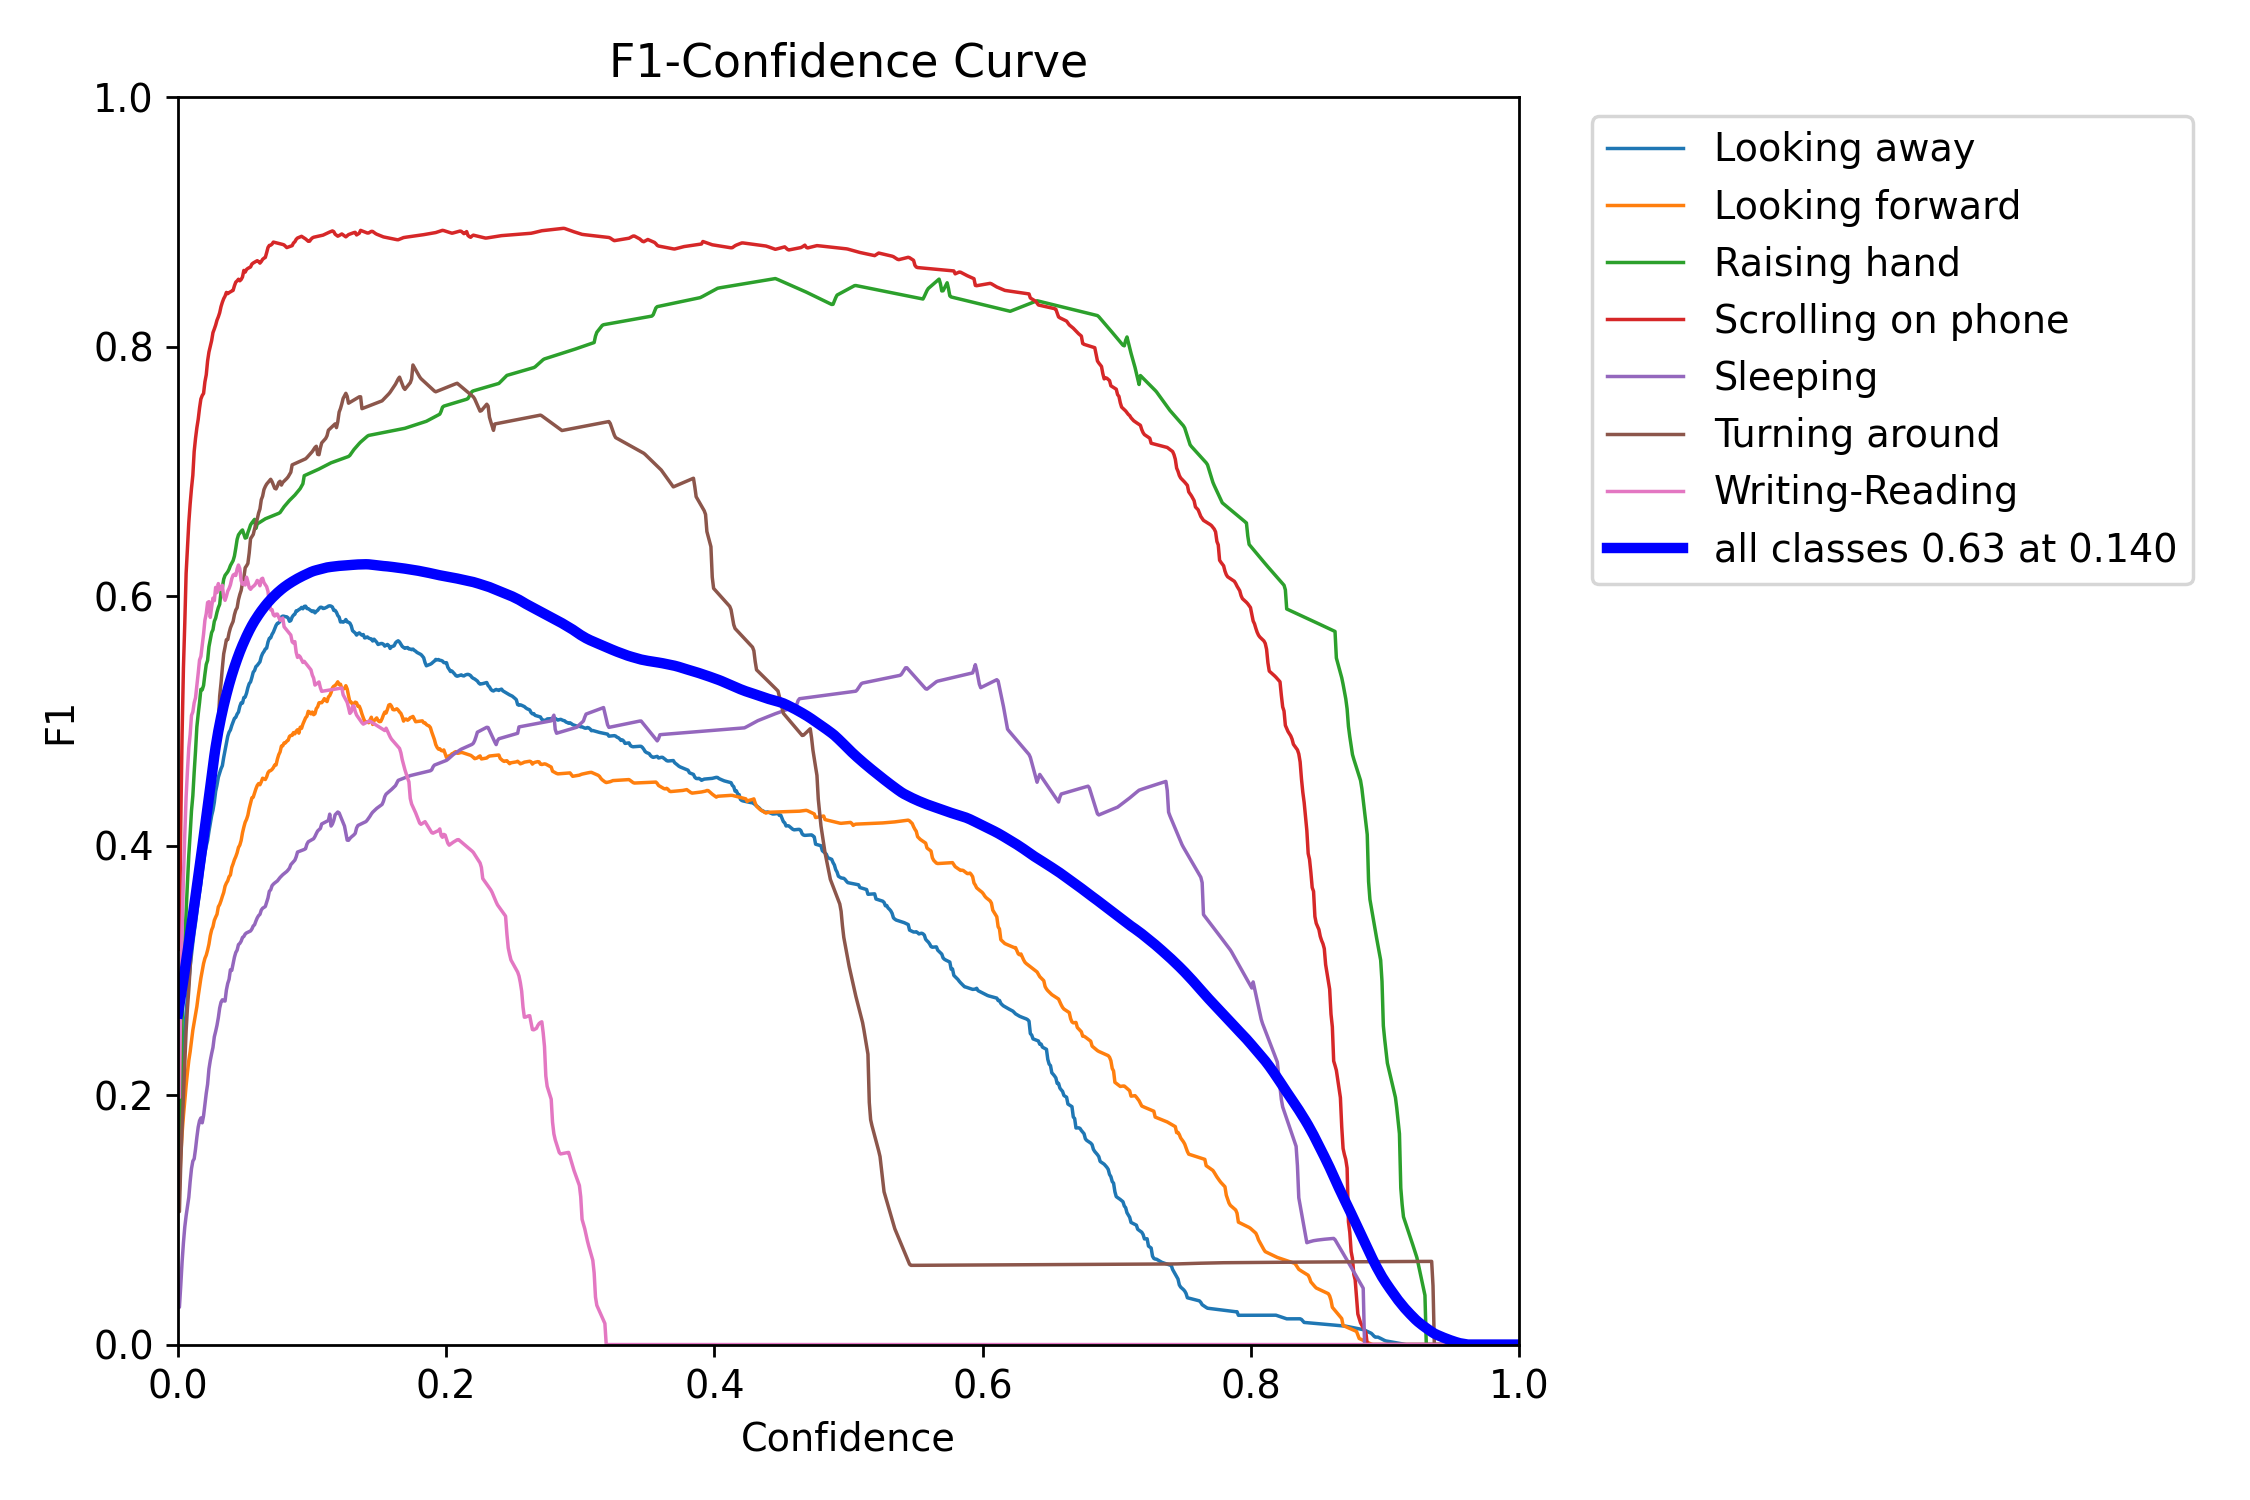 F1-Confidence Curve
1.0
0.8
0.6
0.4
0.2
0.0
F1
0.0 0.2 0.4 0.6 0.8 1.0
Confidence
Looking away
Looking forward
Raising hand
Scrolling on phone
Sleeping
Turning around
Writing-Reading
all classes 0.63 at 0.140